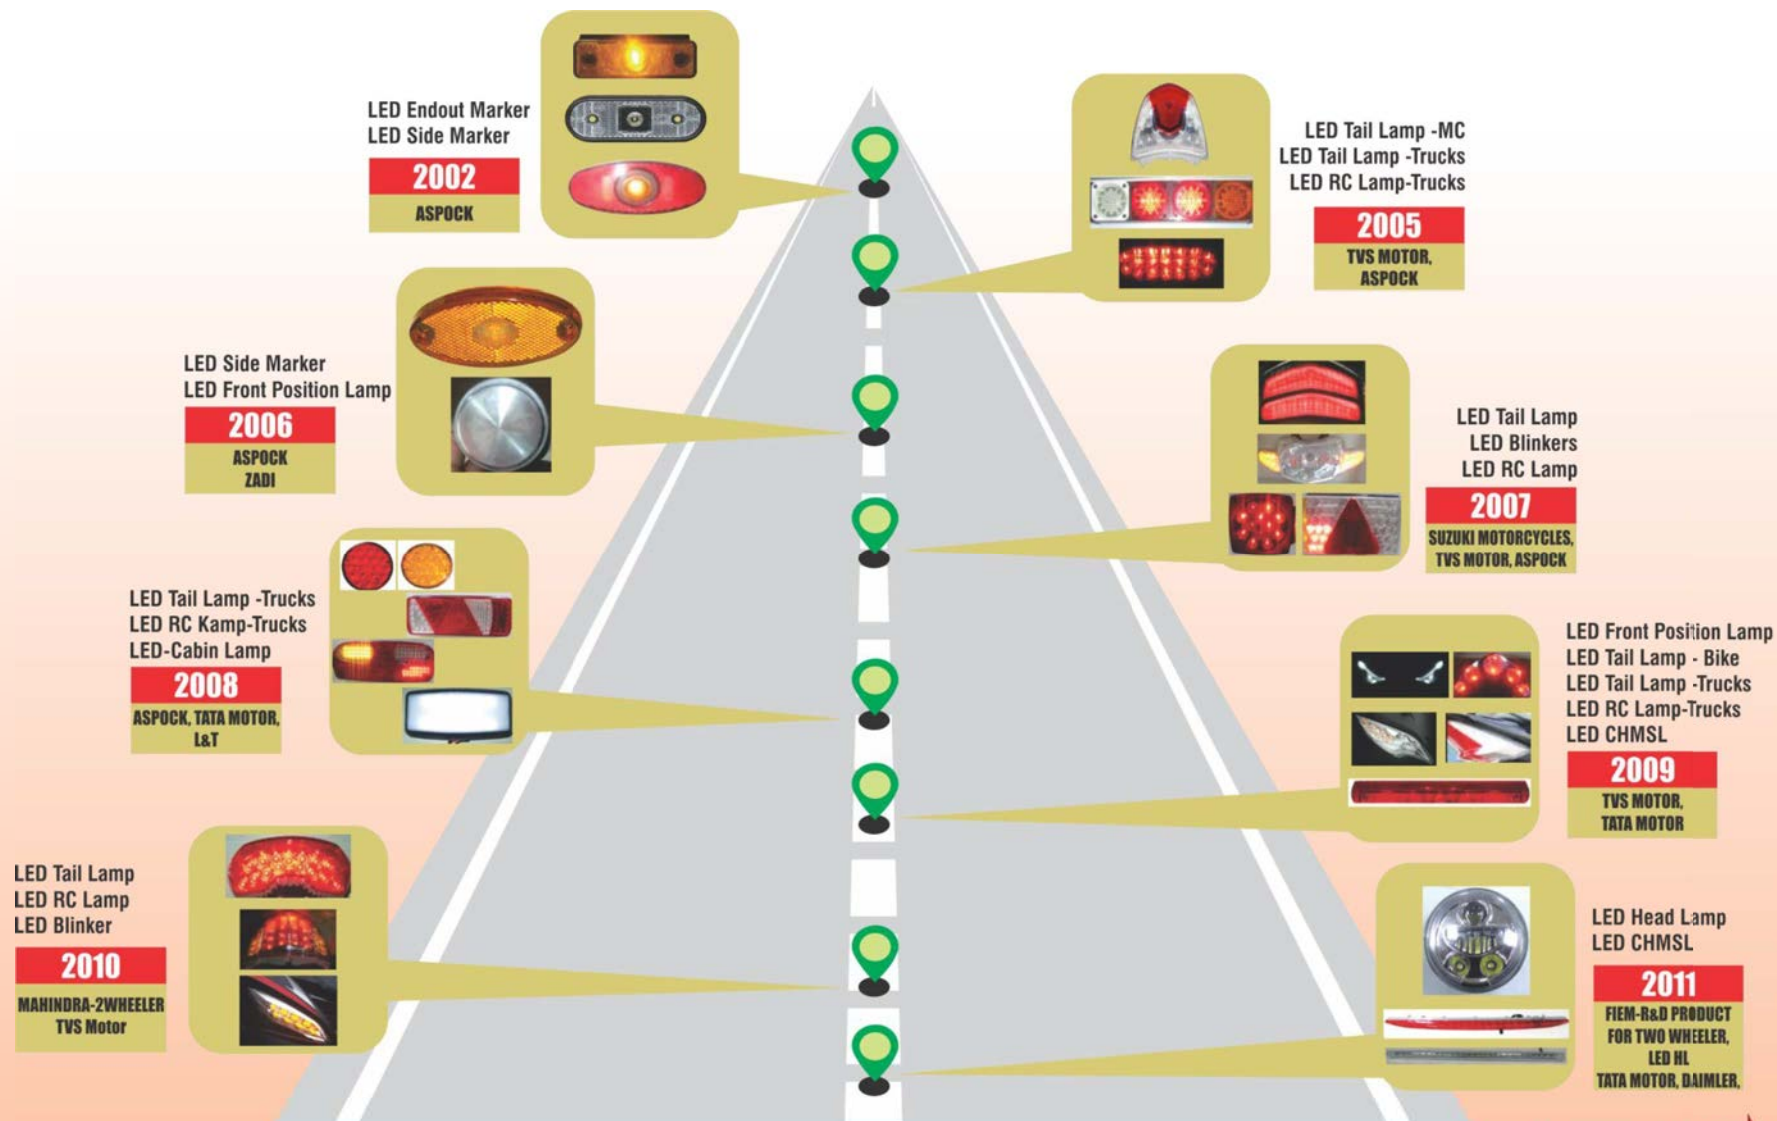 LED Endout Marker
LED Side Marker
2002
ASPOCK
LED Tail Lamp -MC
LED Tail Lamp -Trucks
LED RC Lamp-Trucks
2005
TVS MOTOR,
ASPOCK
LED Side Marker
LED Front Position Lamp
2006
ASPOCK
ZADI
LED Tail Lamp
LED Blinkers
LED RC Lamp
2007
SUZUKI MOTORCYCLES,
TVS MOTOR, ASPOCK
LED Tail Lamp -Trucks
LED RC Kamp-Trucks
LED-Cabin Lamp
2008
ASPOCK, TATA MOTOR,
L&T
LED Front Position Lamp
LED Tail Lamp - Bike
LED Tail Lamp -Trucks
LED RC Lamp-Trucks
LED CHMSL
2009
TVS MOTOR,
TATA MOTOR
LED Tail Lamp
LED RC Lamp
LED Blinker
2010
MAHINDRA-2WHEELER
TVS Motor
LED Head Lamp
LED CHMSL
2011
FIEM-R&D PRODUCT
FOR TWO WHEELER,
LED HL
TATA MOTOR, DAIMLER,